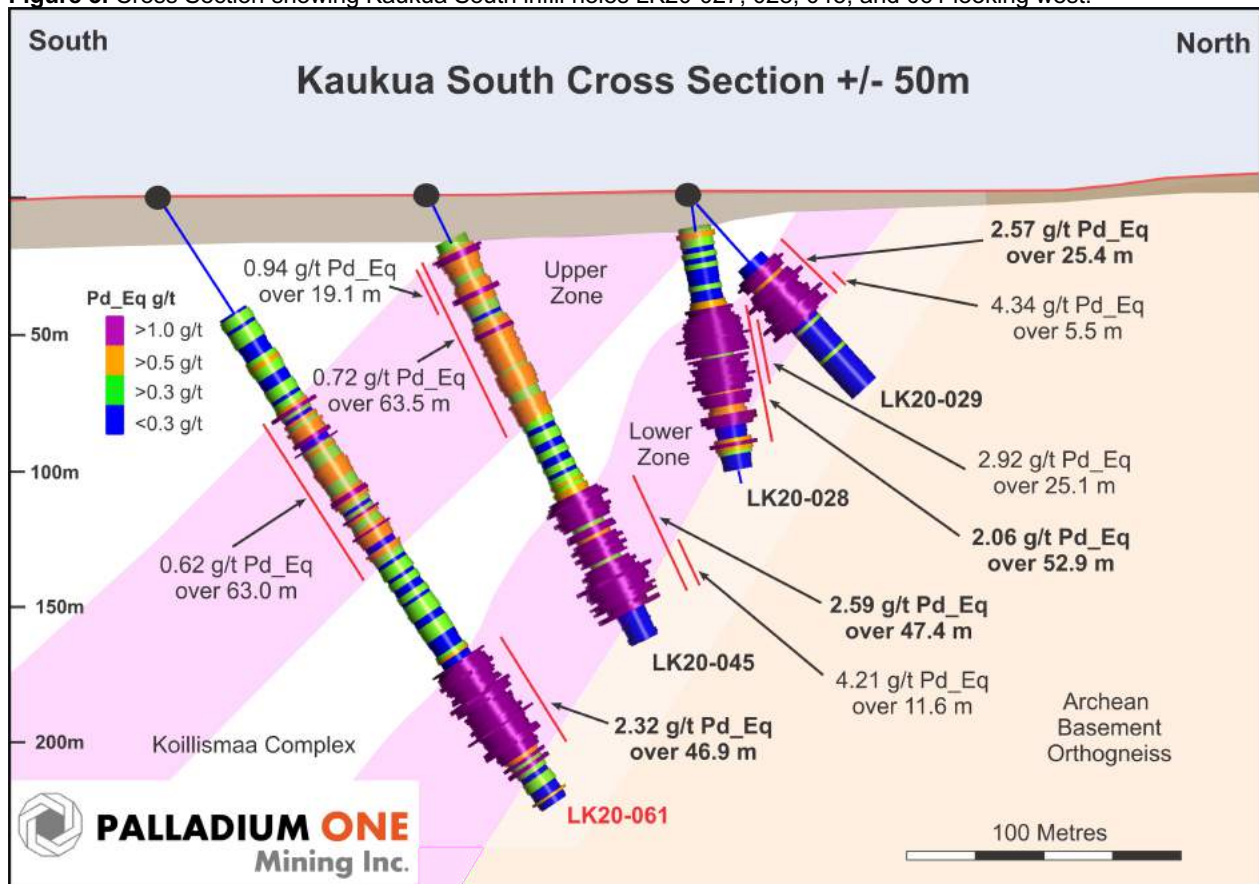 South
North
Kaukua South Cross Section +/- 50m
2.57 g/t Pd_Eq
over 25.4 m
0.94 g/t Pd_Eq
over 19.1 m
Upper
Zone
Pd_Eq g/t
>1.0 g/t
>0.5 g/t
>0.3 g/t
<0.3 g/t
4.34 g/t Pd_Eq
over 5.5 m
50m
0.72 g/t Pd_Eq
over 63.5 m
LK20-029
Lower
Zone
100m
2.92 g/t Pd_Eq
over 25.1 m
LK20-028
2.06 g/t Pd_Eq
over 52.9 m
0.62 g/t Pd_Eq
over 63.0 m
150m
2.59 g/t Pd_Eq
over 47.4 m
LK20-045
4.21 g/t Pd_Eq
over 11.6 m
Archean
Basement
Orthogneiss
200m
Koillismaa Complex
2.32 g/t Pd_Eq
over 46.9 m
LK20-061
PALLADIUM ONE
Mining Inc.
100 Metres